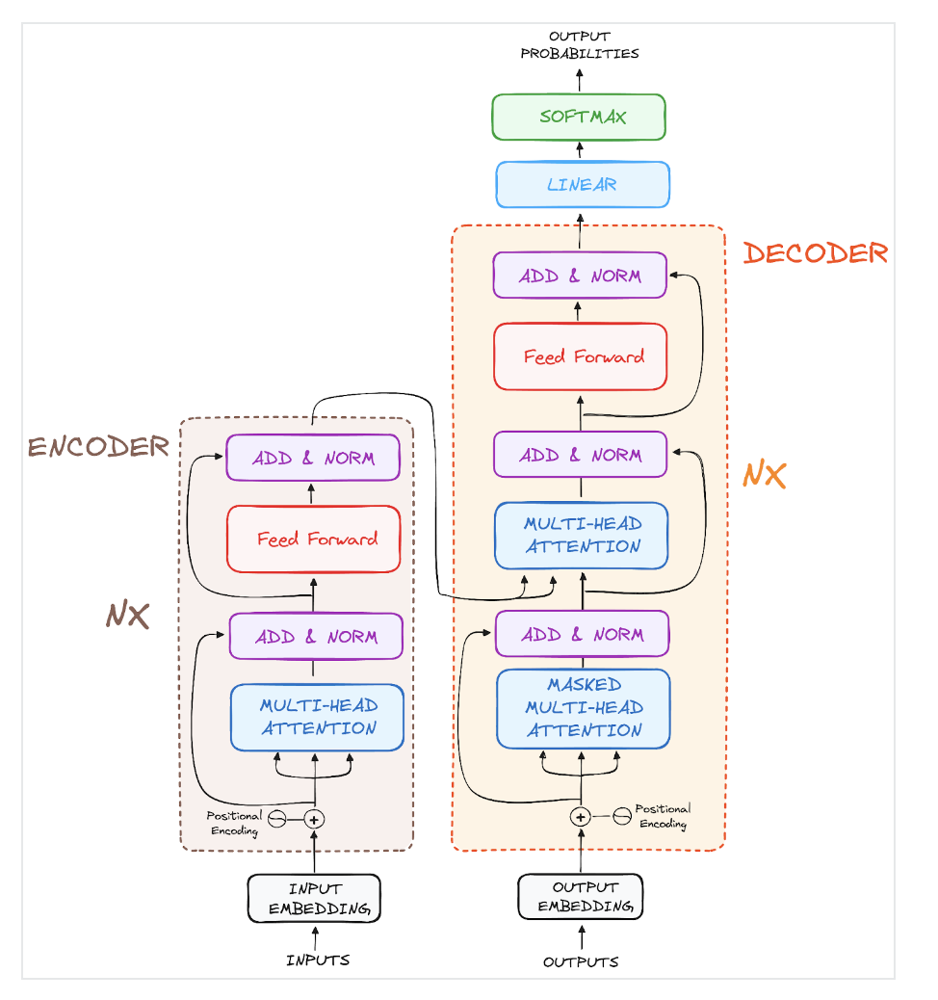 OUTPUT
PROBABILITIES
SOFTMAX
LINEAR
DECODER
ADD & NORM
Feed Forward
ADD & NORM
NX
MULTI-HEAD
ATTENTION
ADD & NORM
MASKED
MULTI-HEAD
ATTENTION
Positional
Encoding
OUTPUT
EMBEDDING
OUTPUTS
ENCODER
ADD & NORM
Feed Forward
NX
ADD & NORM
MULTI-HEAD
ATTENTION
Positional
Encoding
INPUT
EMBEDDING
INPUTS